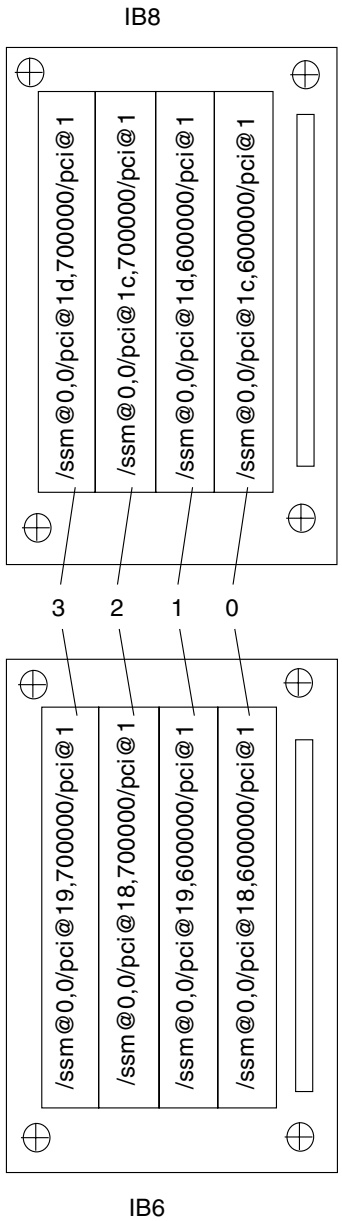 IB8
/ssm@0,0/pci@1d,700000/pci@1
/ssm@0,0/pci@1c,700000/pci@1
/ssm@0,0/pci@1d,600000/pci@1
/ssm@0,0/pci@1c,600000/pci@1
3 2 1 0
/ssm@0,0/pci@19,700000/pci@1
/ssm@0,0/pci@18,700000/pci@1
/ssm@0,0/pci@19,600000/pci@1
/ssm@0,0/pci@18,600000/pci@1
IB6